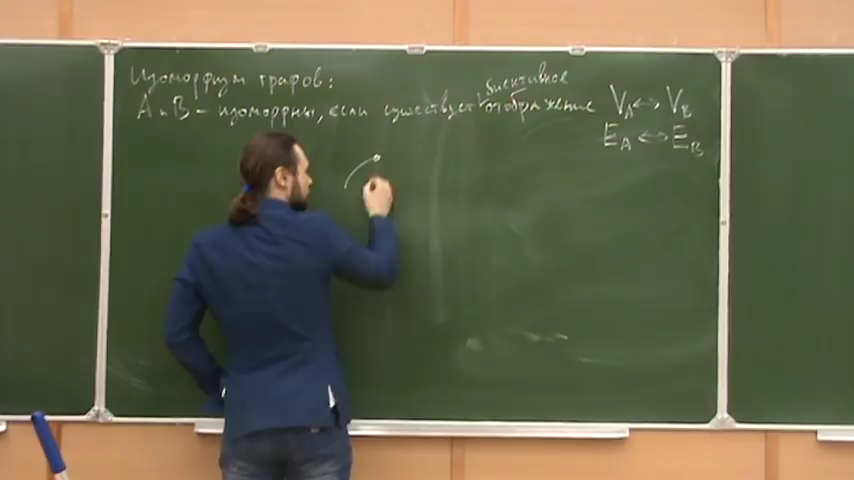 Изоморфизм графов:
A и B - изоморфны, если существует биективное отображение V_A ↔ V_B
E_A ↔ E_B